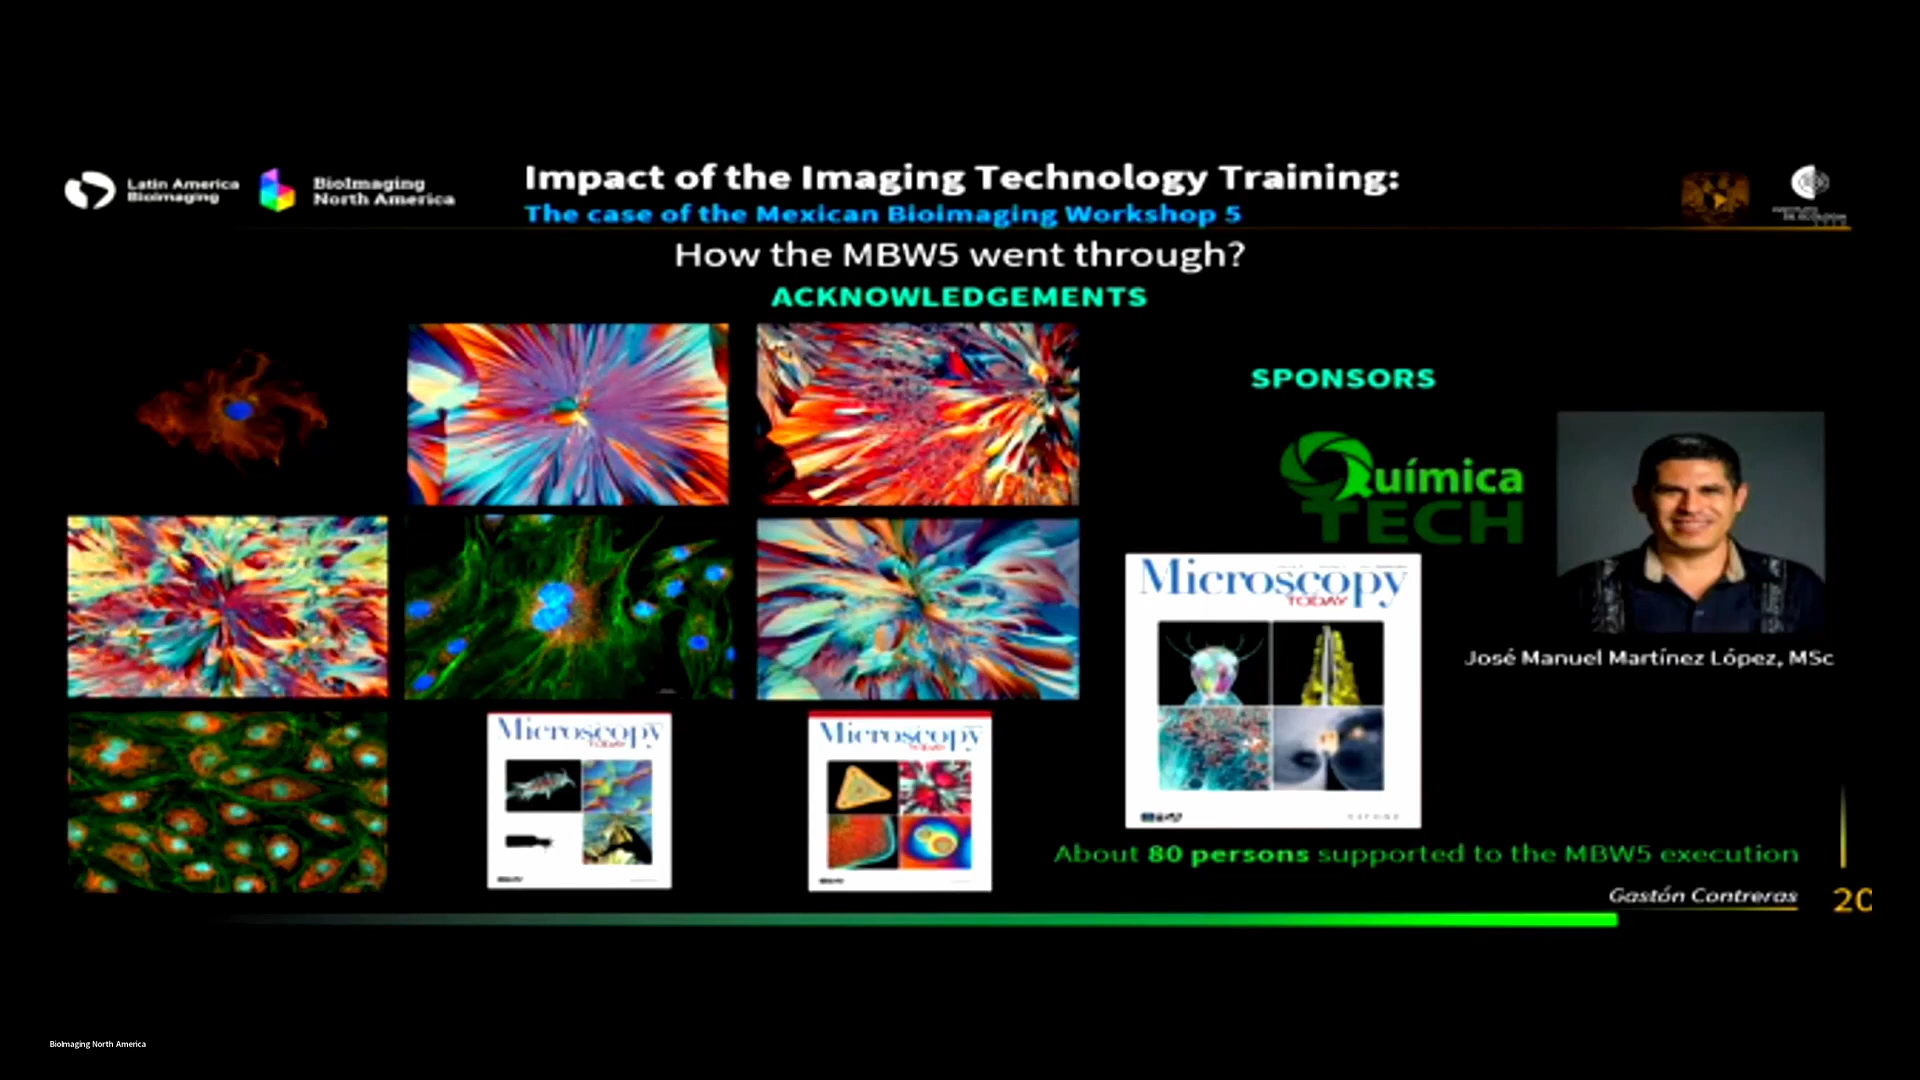 Latin America
Bioimaging
BioImaging
North America
Impact of the Imaging Technology Training:
The case of the Mexican BioImaging Workshop 5
How the MBW5 went through?
ACKNOWLEDGEMENTS
SPONSORS
Química
TECH
Microscopy
TODAY
José Manuel Martínez López, MSc
Microscopy
TODAY
Microscopy
TODAY
About 80 persons supported to the MBW5 execution
Gastón Contreras
20
BioImaging North America